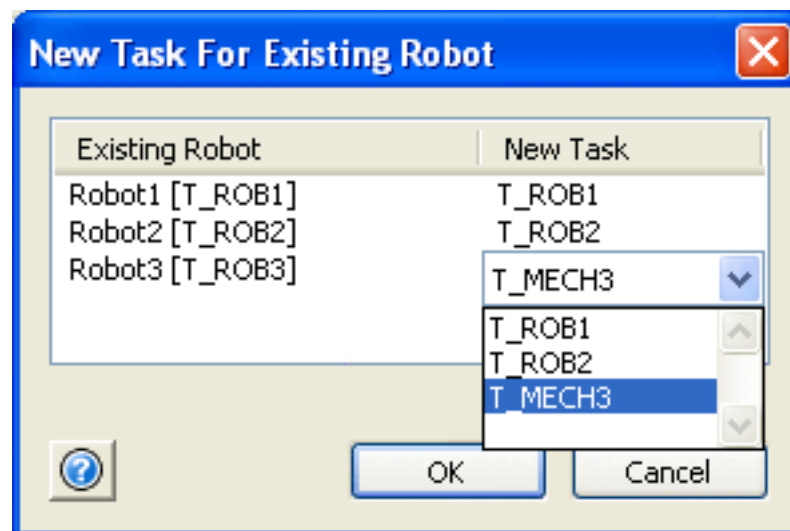 New Task For Existing Robot
Existing Robot New Task
Robot1 [T_ROB1] T_ROB1
Robot2 [T_ROB2] T_ROB2
Robot3 [T_ROB3] T_MECH3
T_ROB1
T_ROB2
T_MECH3
? OK Cancel